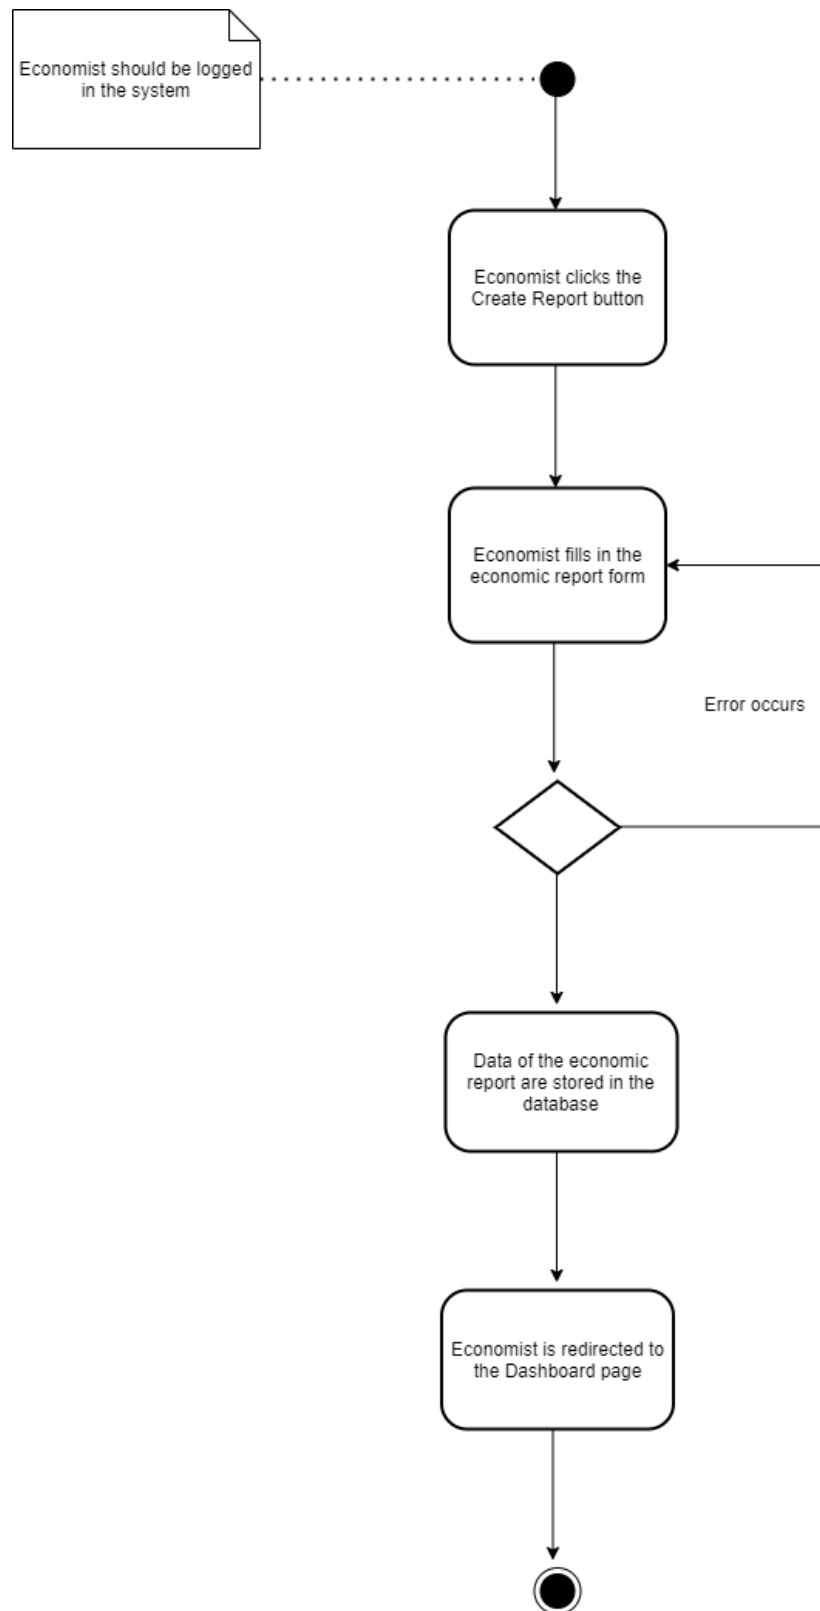 Economist should be logged
in the system
Economist clicks the
Create Report button
Economist fills in the
economic report form
Error occurs
Data of the economic
report are stored in the
database
Economist is redirected to
the Dashboard page